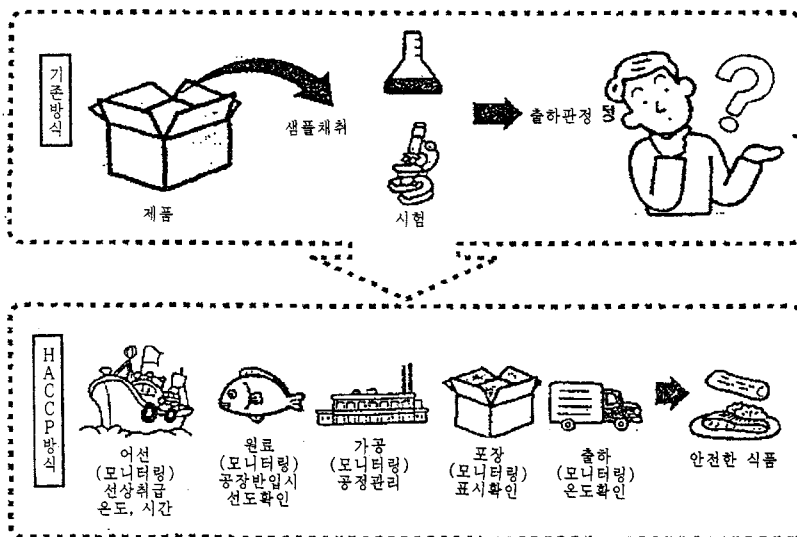 기존방식
샘플채취
출하판정
제품
시험
HACCP방식
어선
(모니터링)
선상취급
온도, 시간
원료
(모니터링)
공장반입시
선도확인
가공
(모니터링)
공정관리
포장
(모니터링)
표시확인
출하
(모니터링)
온도확인
안전한 식품